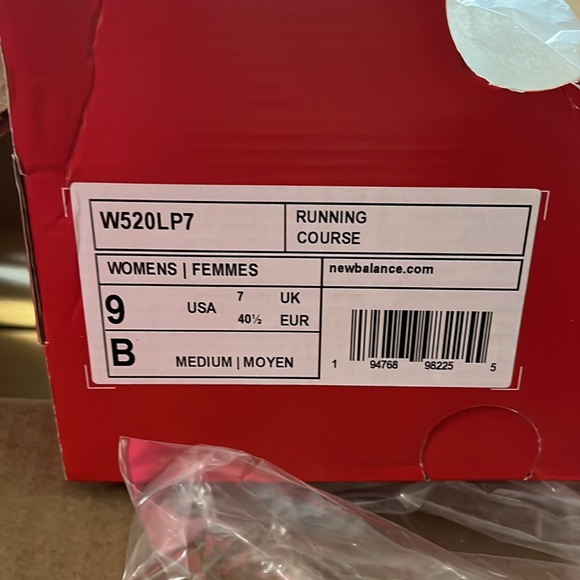 W520LP7
RUNNING
COURSE
WOMENS | FEMMES
newbalance.com
9 USA 7 UK
40½ EUR
B MEDIUM | MOYEN
1 94768 98225 5